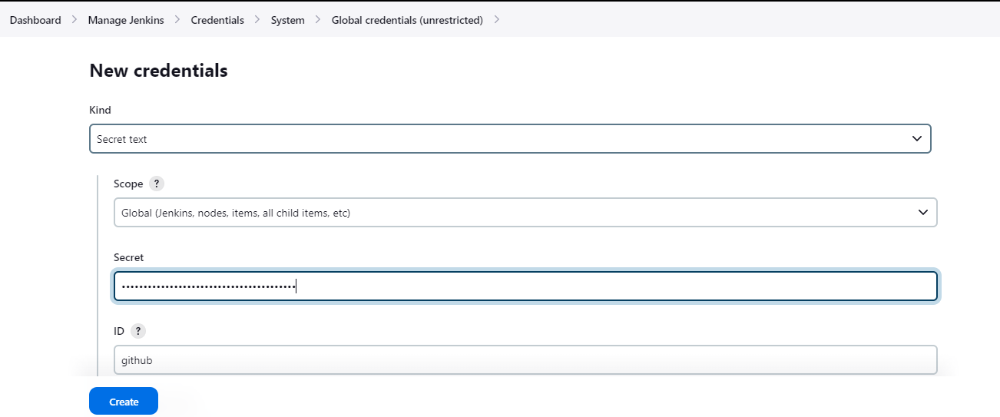 Dashboard > Manage Jenkins > Credentials > System > Global credentials (unrestricted) >
New credentials
Kind
Secret text
Scope ?
Global (Jenkins, nodes, items, all child items, etc)
Secret
••••••••••••••••••••••••••••••••••••••••
ID ?
github
Create